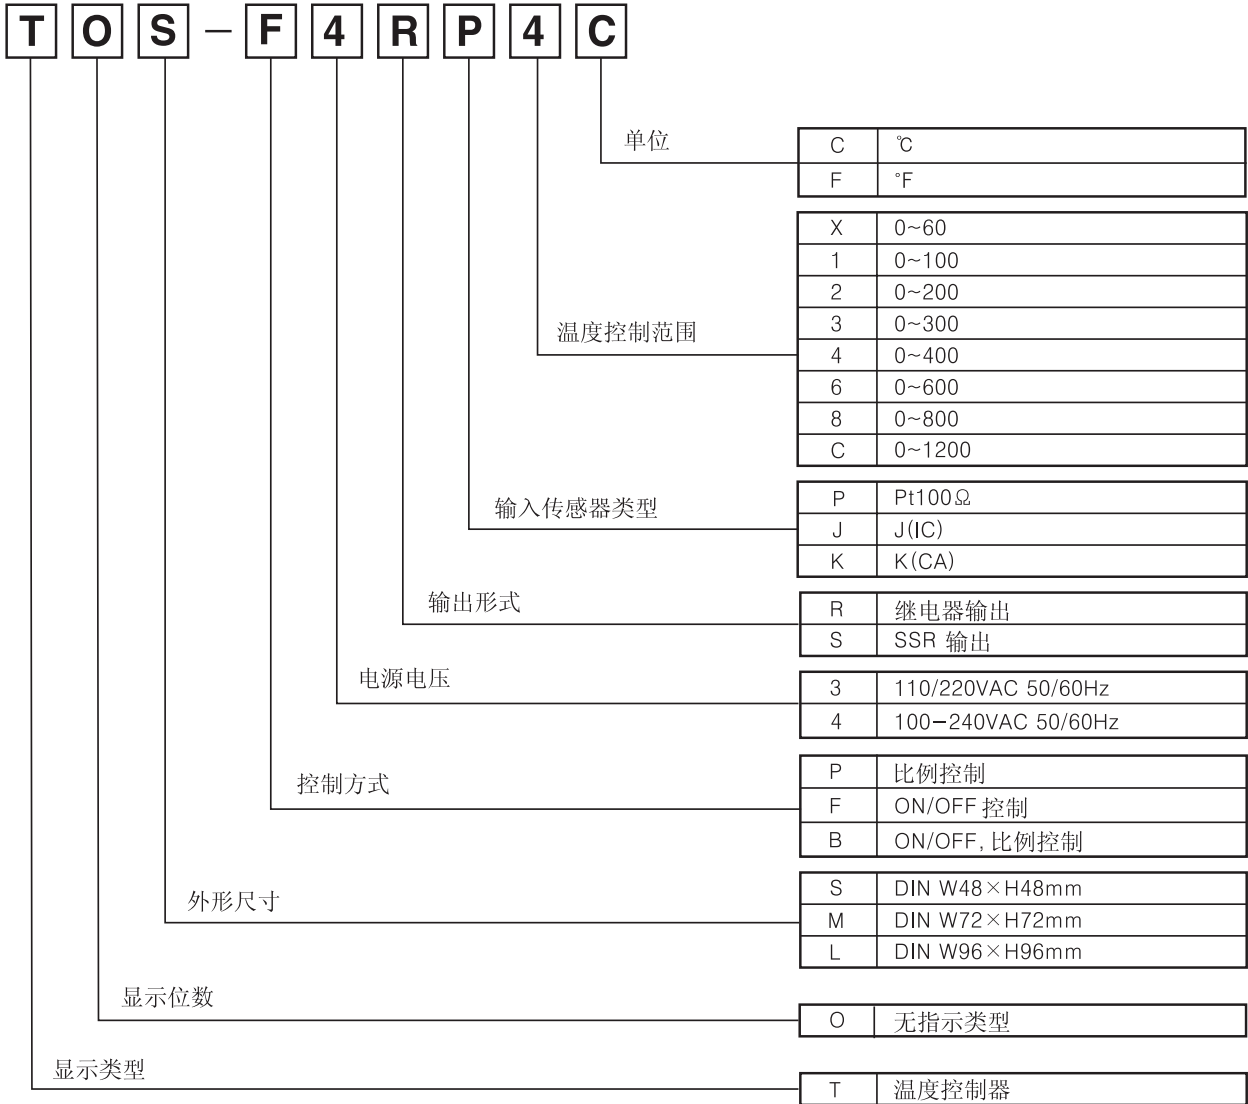 TOS-F4RP4C
单位
C ℃
F °F
温度控制范围
X 0~60
1 0~100
2 0~200
3 0~300
4 0~400
6 0~600
8 0~800
C 0~1200
输入传感器类型
P Pt100Ω
J J(IC)
K K(CA)
输出形式
R 继电器输出
S SSR 输出
电源电压
3 110/220VAC 50/60Hz
4 100-240VAC 50/60Hz
控制方式
P 比例控制
F ON/OFF 控制
B ON/OFF, 比例控制
外形尺寸
S DIN W48×H48mm
M DIN W72×H72mm
L DIN W96×H96mm
显示位数
O 无指示类型
显示类型
T 温度控制器